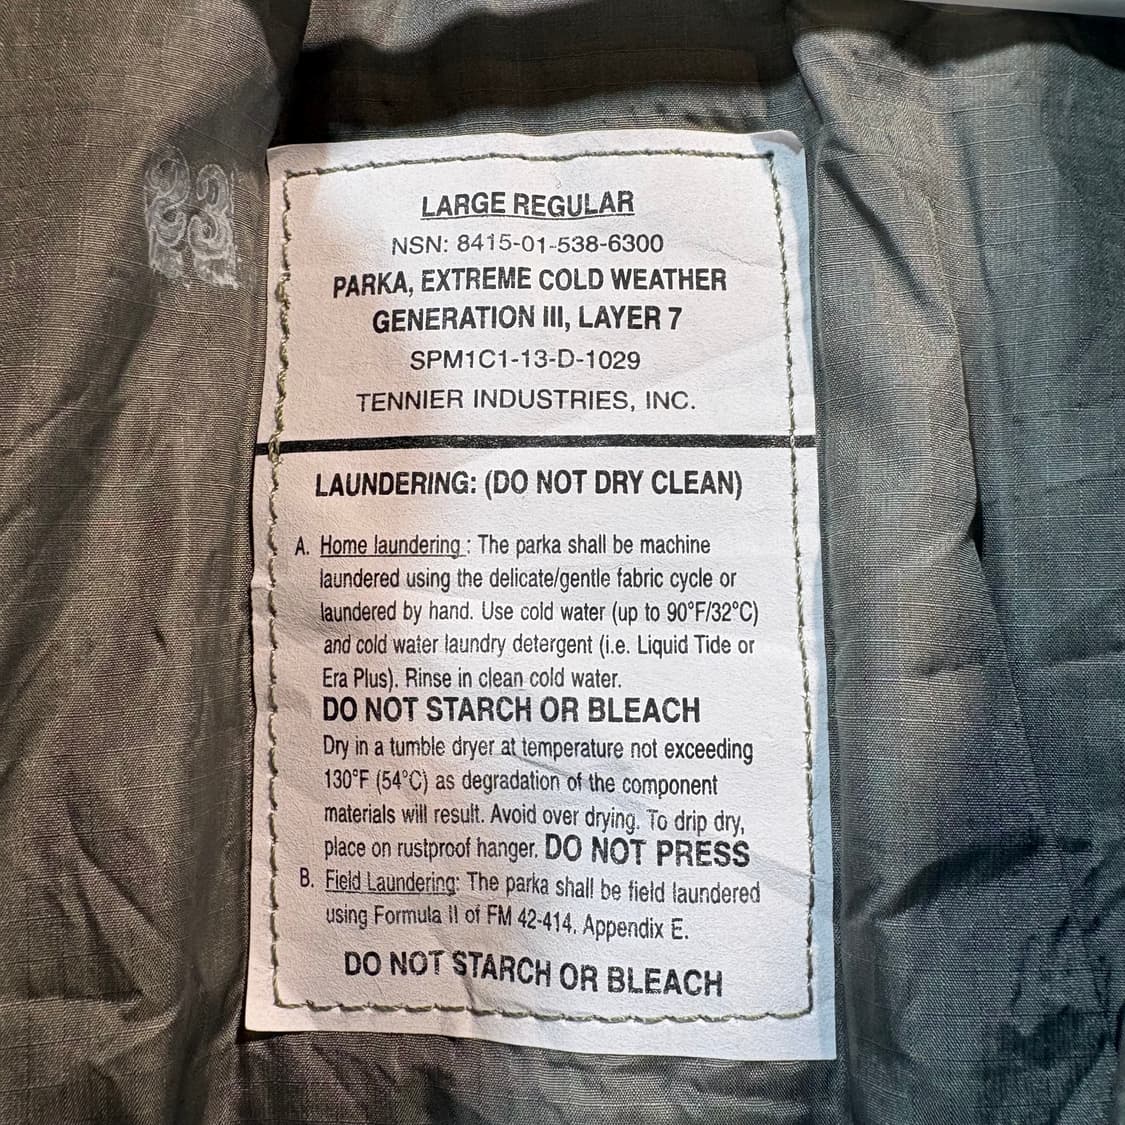 LARGE REGULAR
NSN: 8415-01-538-6300
PARKA, EXTREME COLD WEATHER
GENERATION III, LAYER 7
SPM1C1-13-D-1029
TENNIER INDUSTRIES, INC.
LAUNDERING: (DO NOT DRY CLEAN)
A. Home laundering : The parka shall be machine
laundered using the delicate/gentle fabric cycle or
laundered by hand. Use cold water (up to 90°F/32°C)
and cold water laundry detergent (i.e. Liquid Tide or
Era Plus). Rinse in clean cold water.
DO NOT STARCH OR BLEACH
Dry in a tumble dryer at temperature not exceeding
130°F (54°C) as degradation of the component
materials will result. Avoid over drying. To drip dry,
place on rustproof hanger. DO NOT PRESS
B. Field Laundering: The parka shall be field laundered
using Formula II of FM 42-414, Appendix E.
DO NOT STARCH OR BLEACH